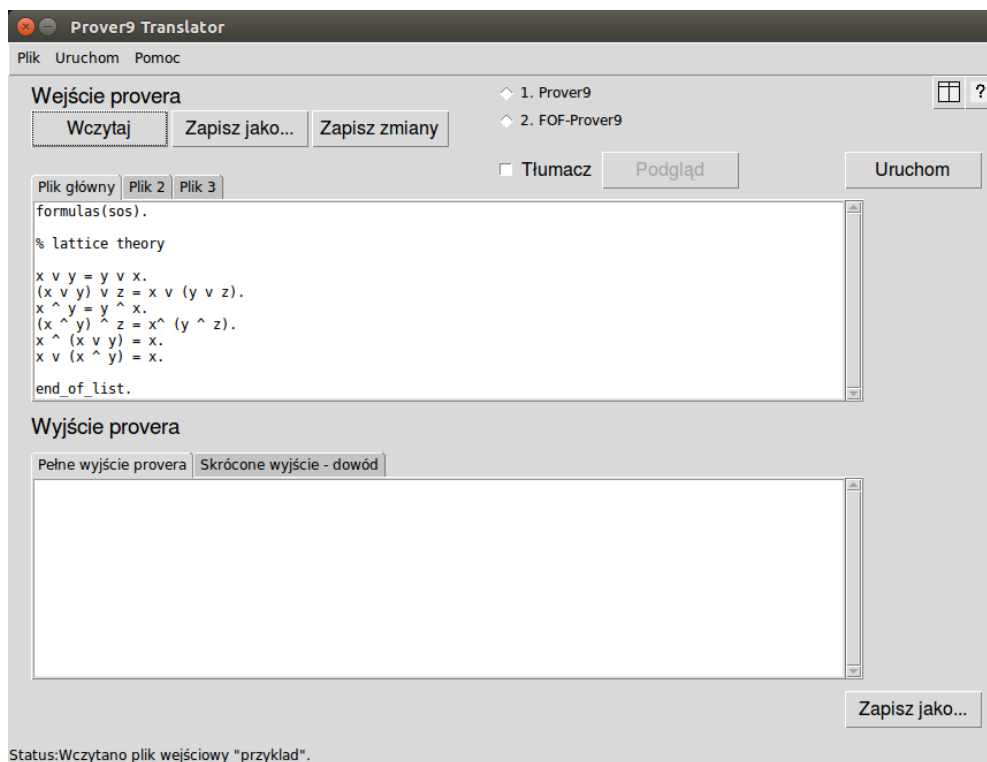 Prover9 Translator
Plik Uruchom Pomoc
Wejście provera
Wczytaj Zapisz jako... Zapisz zmiany
1. Prover9
2. FOF-Prover9
?
Tłumacz Podgląd Uruchom
Plik główny Plik 2 Plik 3
formulas(sos).
% lattice theory
x v y = y v x.
(x v y) v z = x v (y v z).
x ^ y = y ^ x.
(x ^ y) ^ z = x^ (y ^ z).
x ^ (x v y) = x.
x v (x ^ y) = x.
end_of_list.
Wyjście provera
Pełne wyjście provera Skrócone wyjście - dowód
Zapisz jako...
Status:Wczytano plik wejściowy "przyklad".